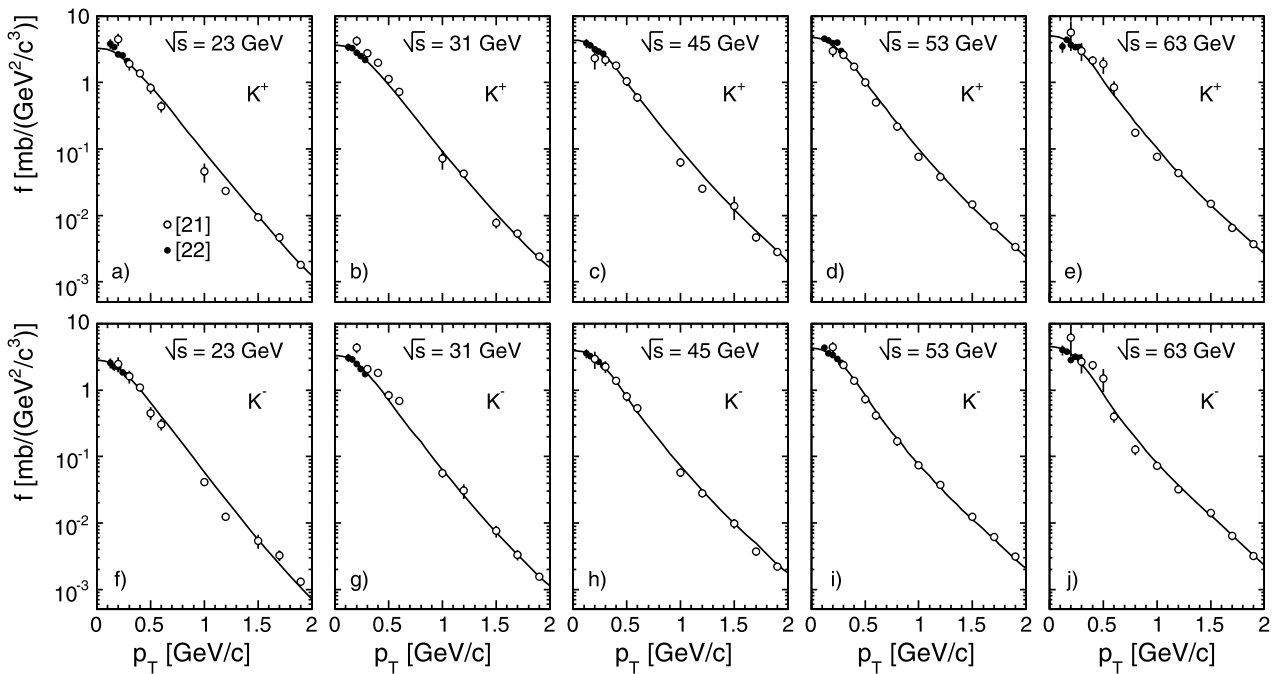 f [mb/(GeV²/c³)]
10
1
10⁻¹
10⁻²
10⁻³
√s = 23 GeV
K⁺
[21]
[22]
a)
√s = 31 GeV
K⁺
b)
√s = 45 GeV
K⁺
c)
√s = 53 GeV
K⁺
d)
√s = 63 GeV
K⁺
e)
f [mb/(GeV²/c³)]
10
1
10⁻¹
10⁻²
10⁻³
√s = 23 GeV
K⁻
f)
√s = 31 GeV
K⁻
g)
√s = 45 GeV
K⁻
h)
√s = 53 GeV
K⁻
i)
√s = 63 GeV
K⁻
j)
0 0.5 1 1.5 2
0 0.5 1 1.5 2
0 0.5 1 1.5 2
0 0.5 1 1.5 2
0 0.5 1 1.5 2
p_T [GeV/c]
p_T [GeV/c]
p_T [GeV/c]
p_T [GeV/c]
p_T [GeV/c]